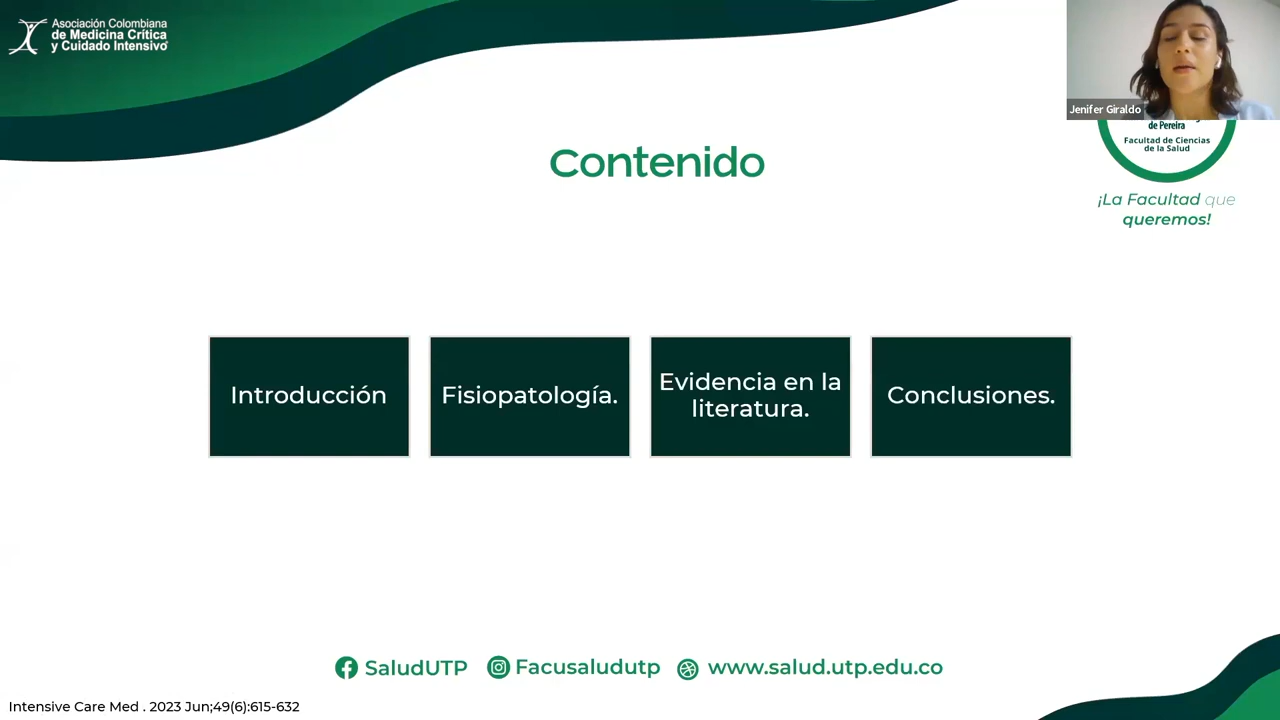 Asociación Colombiana
de Medicina Crítica
y Cuidado Intensivo
Jenifer Giraldo
de Pereira
Facultad de Ciencias
de la Salud
¡La Facultad que
queremos!
Contenido
Introducción
Fisiopatología.
Evidencia en la
literatura.
Conclusiones.
SaludUTP
Facusaludutp
www.salud.utp.edu.co
Intensive Care Med . 2023 Jun;49(6):615-632